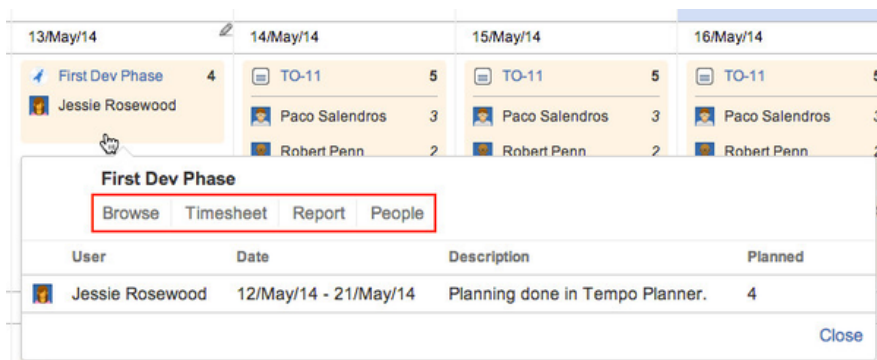 13/May/14 14/May/14 15/May/14 16/May/14
First Dev Phase 4 TO-11 5 TO-11 5 TO-11
Jessie Rosewood Paco Salendros 3 Paco Salendros 3 Paco Salendros
Robert Penn 2 Robert Penn 2 Robert Penn
First Dev Phase
Browse Timesheet Report People
User Date Description Planned
Jessie Rosewood 12/May/14 - 21/May/14 Planning done in Tempo Planner. 4
Close